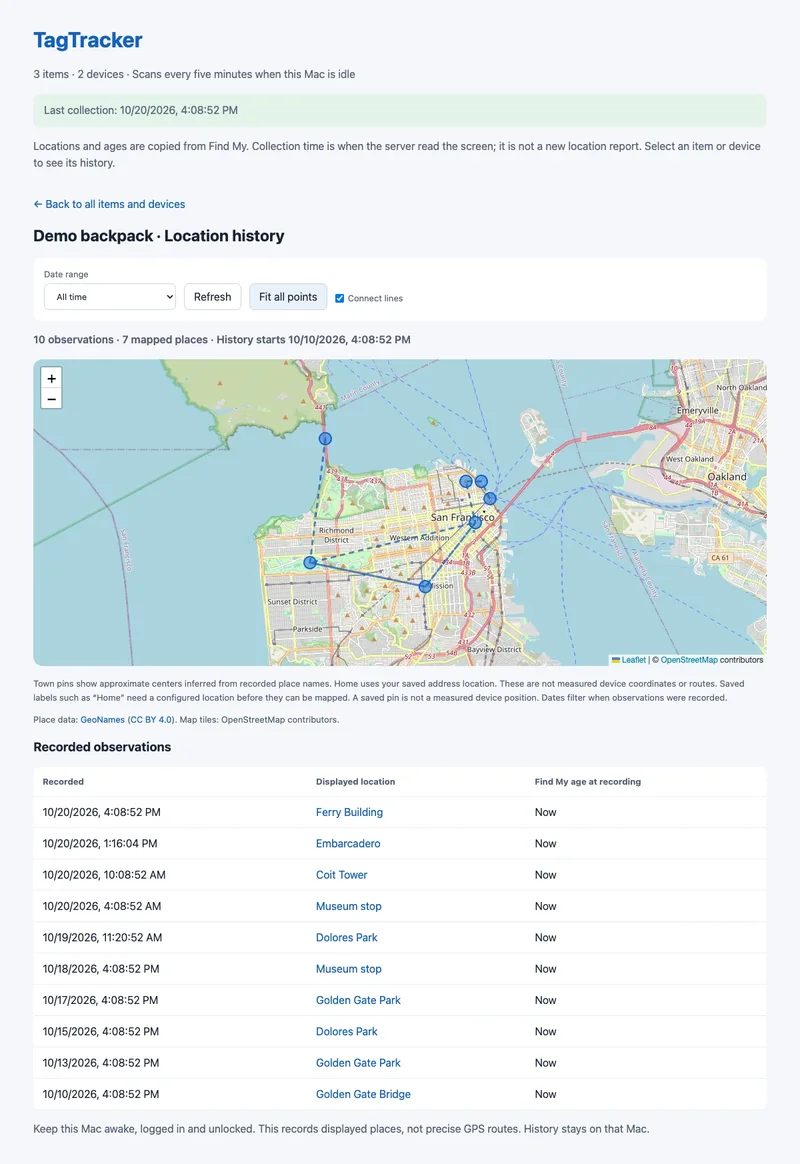 TagTracker
3 items · 2 devices · Scans every five minutes when this Mac is idle
Last collection: 10/20/2026, 4:08:52 PM
Locations and ages are copied from Find My. Collection time is when the server read the screen; it is not a new location report. Select an item or device
to see its history.
← Back to all items and devices
Demo backpack · Location history
Date range
All time
Refresh
Fit all points
Connect lines
10 observations · 7 mapped places · History starts 10/10/2026, 4:08:52 PM
+
−
Marin County
North Oakland
Emeryville
West Oakland
Oakland
CA 61
439
438
San Francisco
Richmond
District
Western Addition
Mission
Sunset District
Parkside
Bayview District
Leaflet | © OpenStreetMap contributors
Town pins show approximate centers inferred from recorded place names. Home uses your saved address location. These are not measured device coordinates or routes. Saved
labels such as “Home” need a configured location before they can be mapped. A saved pin is not a measured device position. Dates filter when observations were recorded.
Place data: GeoNames (CC BY 4.0). Map tiles: OpenStreetMap contributors.
Recorded observations
Recorded Displayed location Find My age at recording
10/20/2026, 4:08:52 PM Ferry Building Now
10/20/2026, 1:16:04 PM Embarcadero Now
10/20/2026, 10:08:52 AM Coit Tower Now
10/20/2026, 4:08:52 AM Museum stop Now
10/19/2026, 11:20:52 AM Dolores Park Now
10/18/2026, 4:08:52 PM Museum stop Now
10/17/2026, 4:08:52 PM Golden Gate Park Now
10/15/2026, 4:08:52 PM Dolores Park Now
10/13/2026, 4:08:52 PM Golden Gate Park Now
10/10/2026, 4:08:52 PM Golden Gate Bridge Now
Keep this Mac awake, logged in and unlocked. This records displayed places, not precise GPS routes. History stays on that Mac.